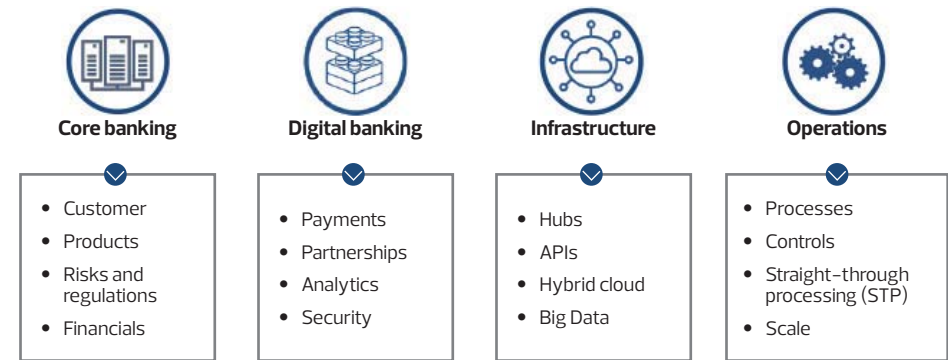 Core banking
Digital banking
Infrastructure
Operations
• Customer
• Products
• Risks and
regulations
• Financials
• Payments
• Partnerships
• Analytics
• Security
• Hubs
• APIs
• Hybrid cloud
• Big Data
• Processes
• Controls
• Straight-through
processing (STP)
• Scale